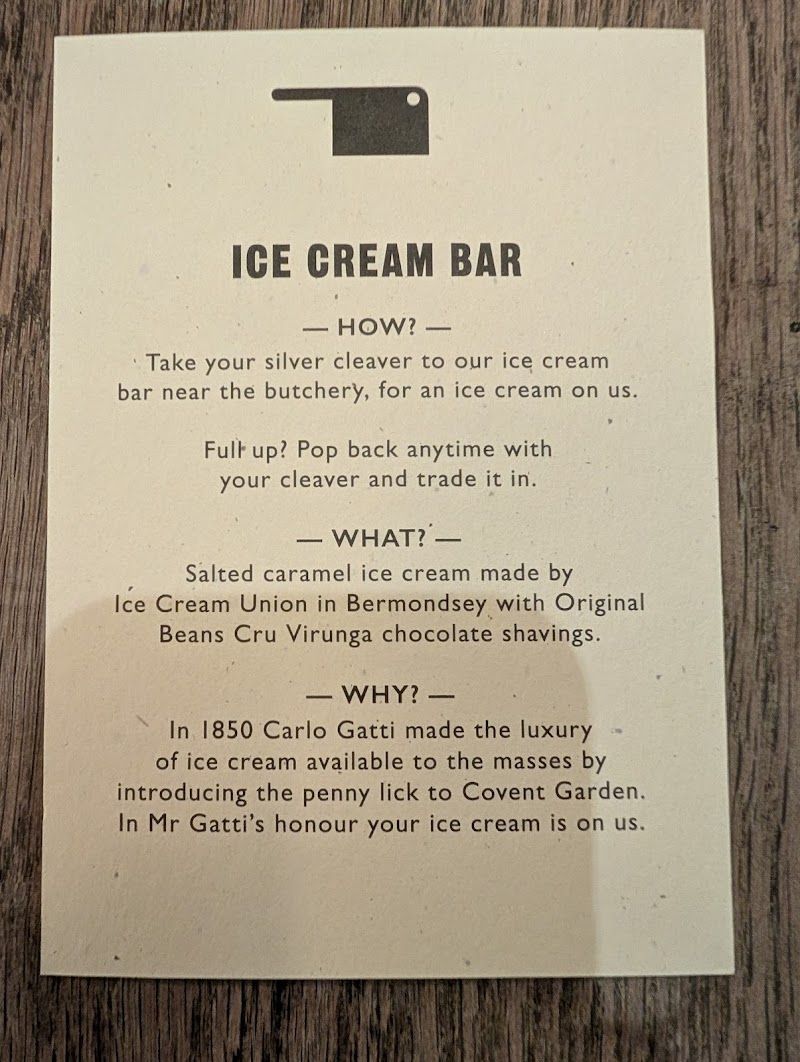 ICE CREAM BAR
— HOW? —
Take your silver cleaver to our ice cream
bar near the butchery, for an ice cream on us.
Full up? Pop back anytime with
your cleaver and trade it in.
— WHAT? —
Salted caramel ice cream made by
Ice Cream Union in Bermondsey with Original
Beans Cru Virunga chocolate shavings.
— WHY? —
In 1850 Carlo Gatti made the luxury
of ice cream available to the masses by
introducing the penny lick to Covent Garden.
In Mr Gatti's honour your ice cream is on us.